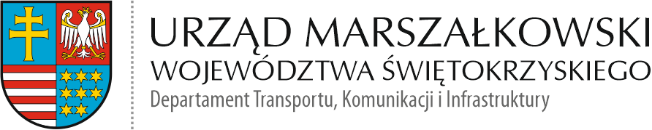 URZĄD MARSZAŁKOWSKI
WOJEWÓDZTWA ŚWIĘTOKRZYSKIEGO
Departament Transportu, Komunikacji i Infrastruktury